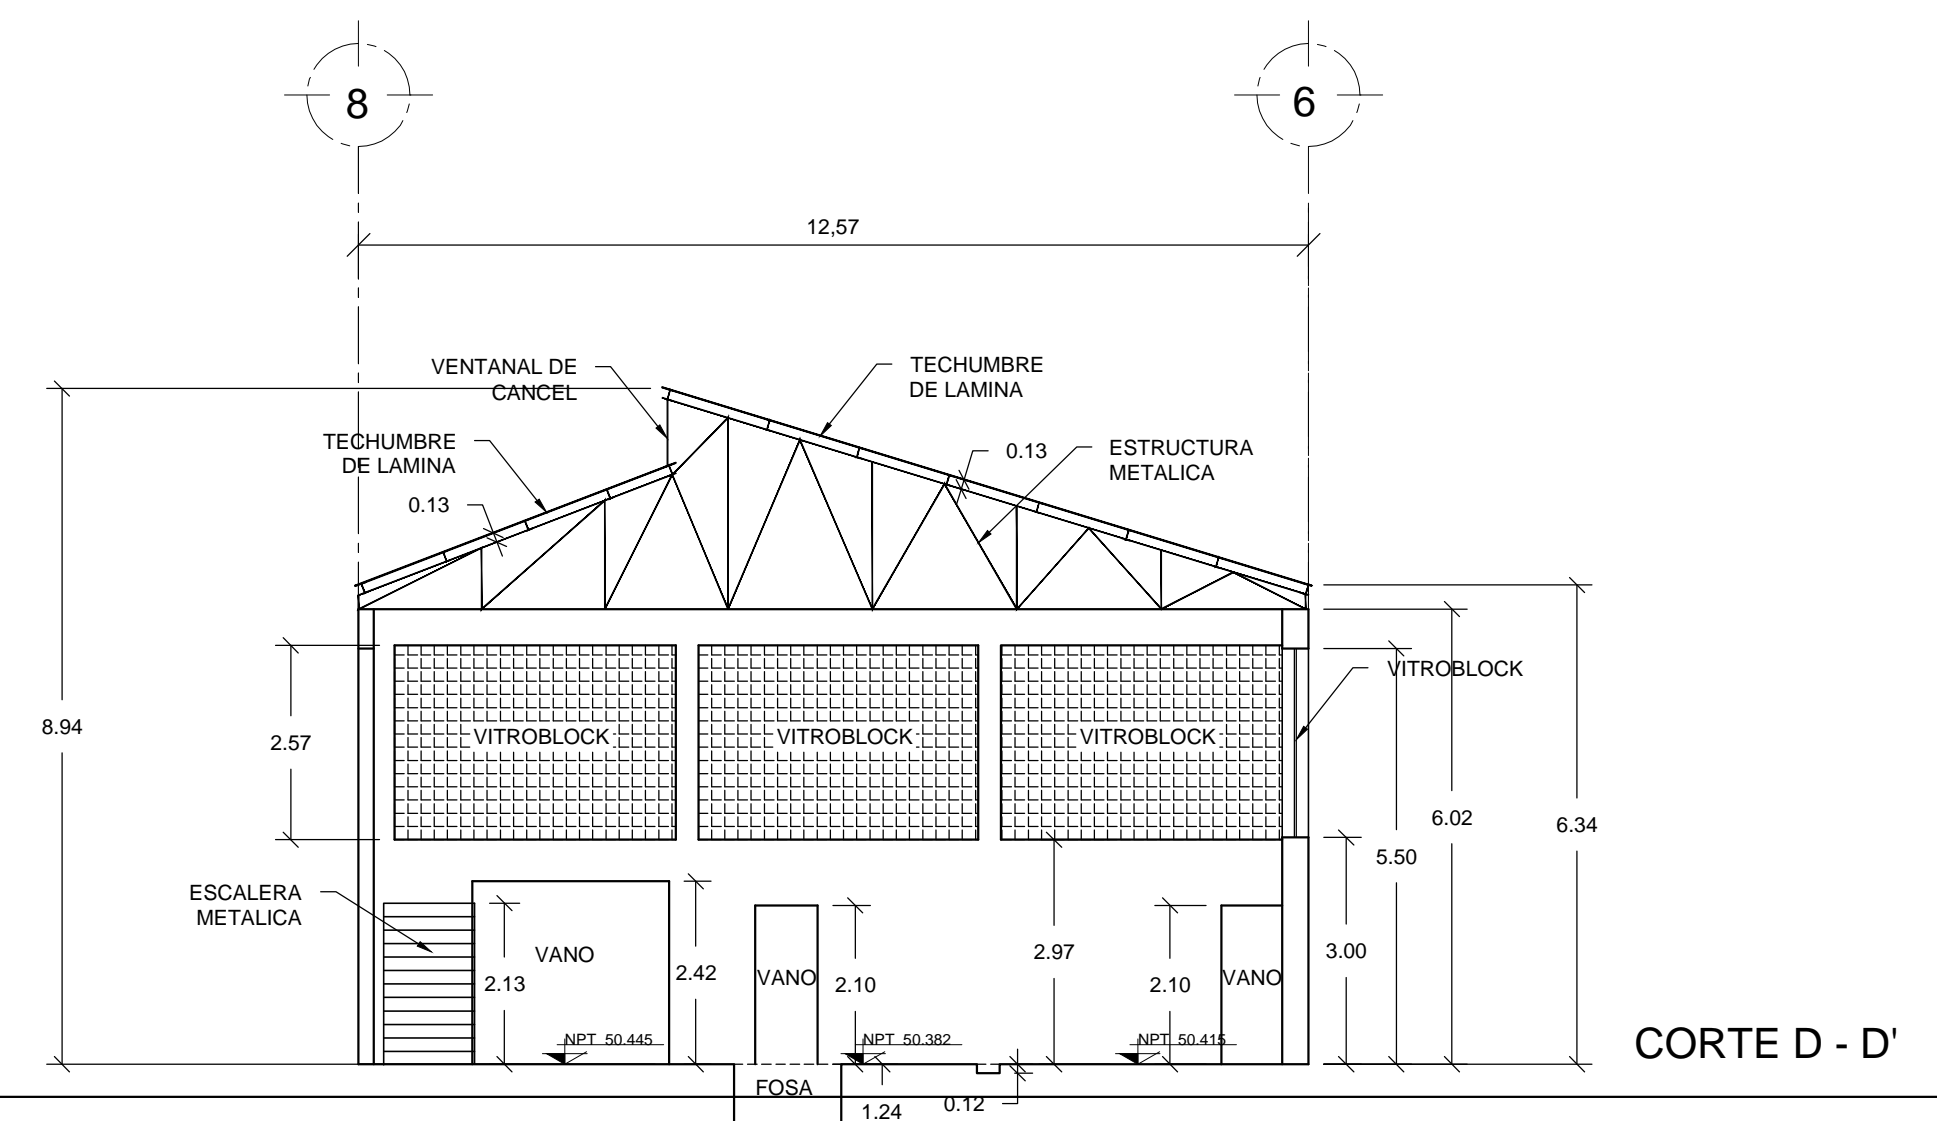 8
6
12,57
VENTANAL DE
CANCEL
TECHUMBRE
DE LAMINA
TECHUMBRE
DE LAMINA
0.13
0.13
ESTRUCTURA
METALICA
VITROBLOCK
8.94
2.57
VITROBLOCK
VITROBLOCK
VITROBLOCK
6.02
6.34
5.50
ESCALERA
METALICA
VANO
2.13
2.42
VANO
2.10
2.97
2.10
VANO
3.00
NPT 50.445
NPT 50.382
NPT 50.415
CORTE D - D'
FOSA
1.24
0.12